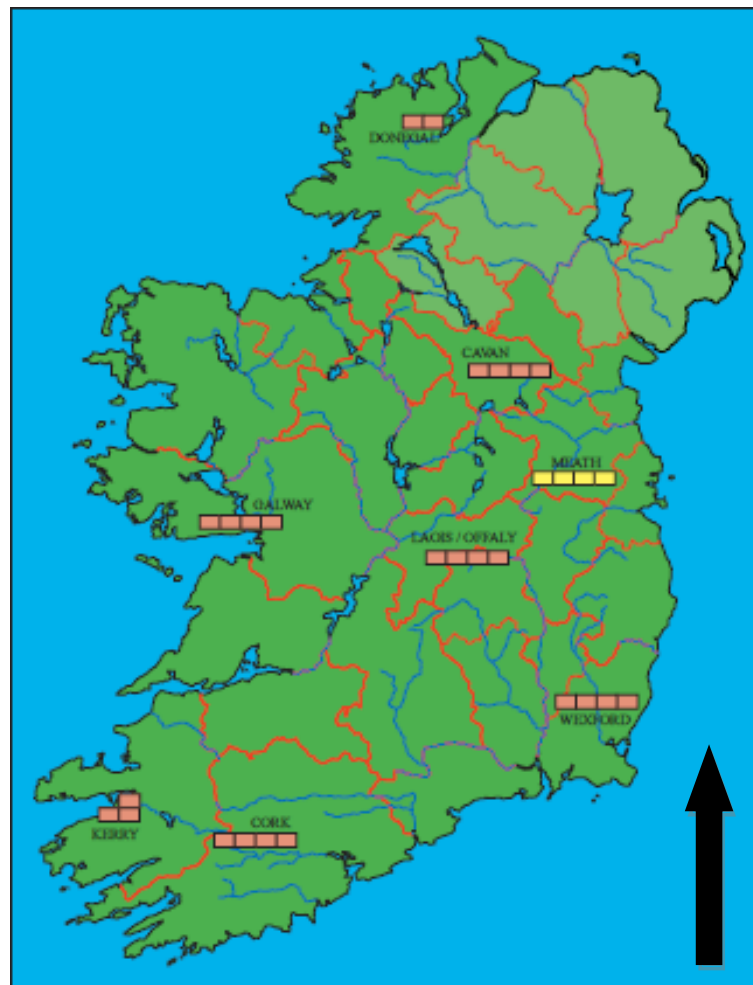 DONEGAL
CAVAN
MEATH
GALWAY
LAOIS / OFFALY
WEXFORD
KERRY
CORK